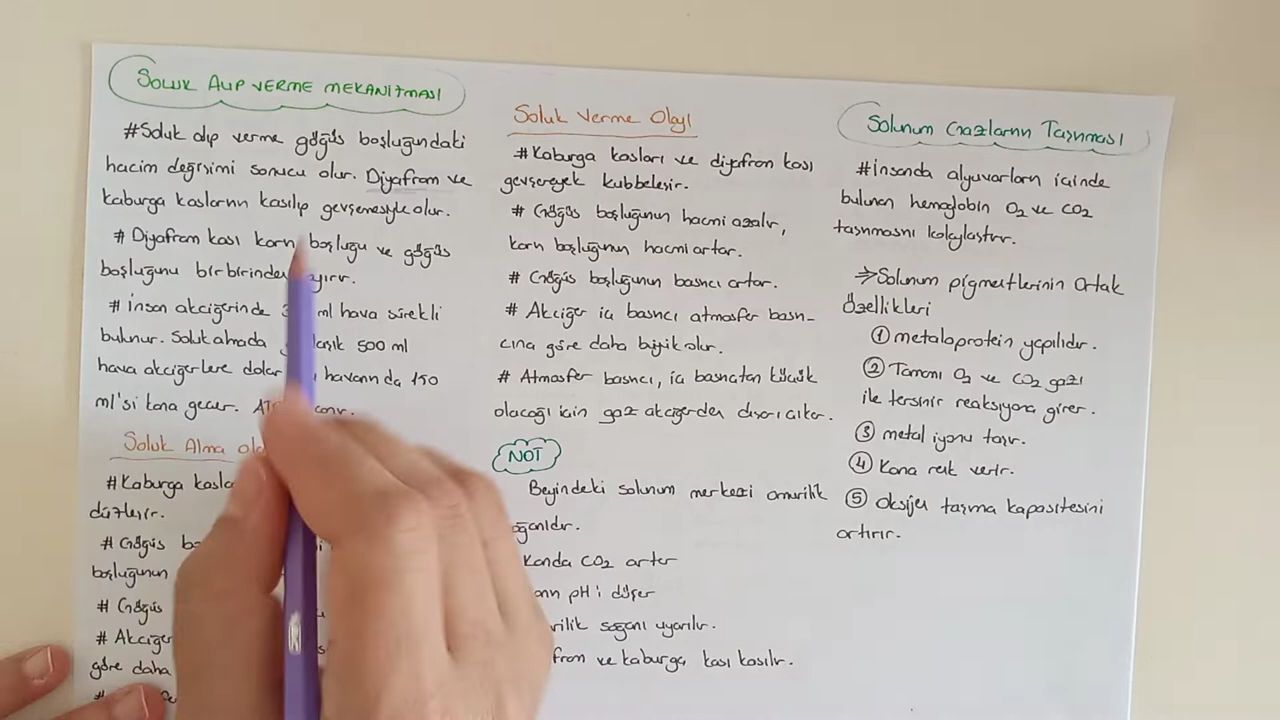 SOLUK ALIP VERME MEKANİZMASI
#Soluk alıp verme göğüs boşluğundaki
hacim değişimi sonucu olur. Diyafram ve
kaburga kaslarının kasılıp gevşemesiyle olur.
# Diyafram kası karın boşluğu ve göğüs
boşluğunu birbirinden
# İnsan akciğerinde ml hava sürekli
bulunur. Soluk almada 500 ml
hava akciğerlere dolar havanın da 150
ml'si kana geçer.
Soluk Alma
#Kaburga
düzleşir.
# Göğüs
boşluğunun
# Göğüs
# Akciğer
göre daha
#
Soluk Verme Olayı
#Kaburga kasları ve diyafram kası
gevşeyerek kubbeleşir.
# Göğüs boşluğunun hacmi azalır,
karın boşluğunun hacmi artar.
# Göğüs boşluğunun basıncı artar.
# Akciğer iç basıncı atmosfer basın-
cına göre daha büyük olur.
# Atmosfer basıncı, iç basınçtan küçük
olacağı için gaz akciğerden dışarı çıkar.
NOT
Beyindeki solunum merkezi omurilik
soğanıdır.
Kanda CO2 artar
pH'ı düşer
soğanı uyarılır.
ve kaburga kası kasılır.
Solunum Gazlarının Taşınması
#İnsanda alyuvarların içinde
bulunan hemoglobin O2 ve CO2
taşınmasını kolaylaştırır.
⇒Solunum pigmentlerinin Ortak
Özellikleri
① metaloprotein yapılıdır.
② Tamamı O2 ve CO2 gazı
ile tersinir reaksiyona girer.
③ metal iyonu taşır.
④ Kana renk verir.
⑤ Oksijen taşıma kapasitesini
artırır.